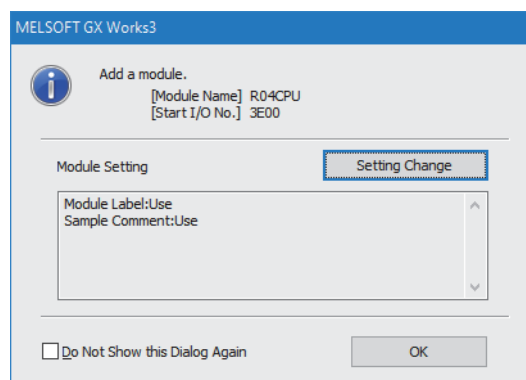 MELSOFT GX Works3
Add a module.
[Module Name] R04CPU
[Start I/O No.] 3E00
Module Setting
Setting Change
Module Label:Use
Sample Comment:Use
Do Not Show this Dialog Again
OK